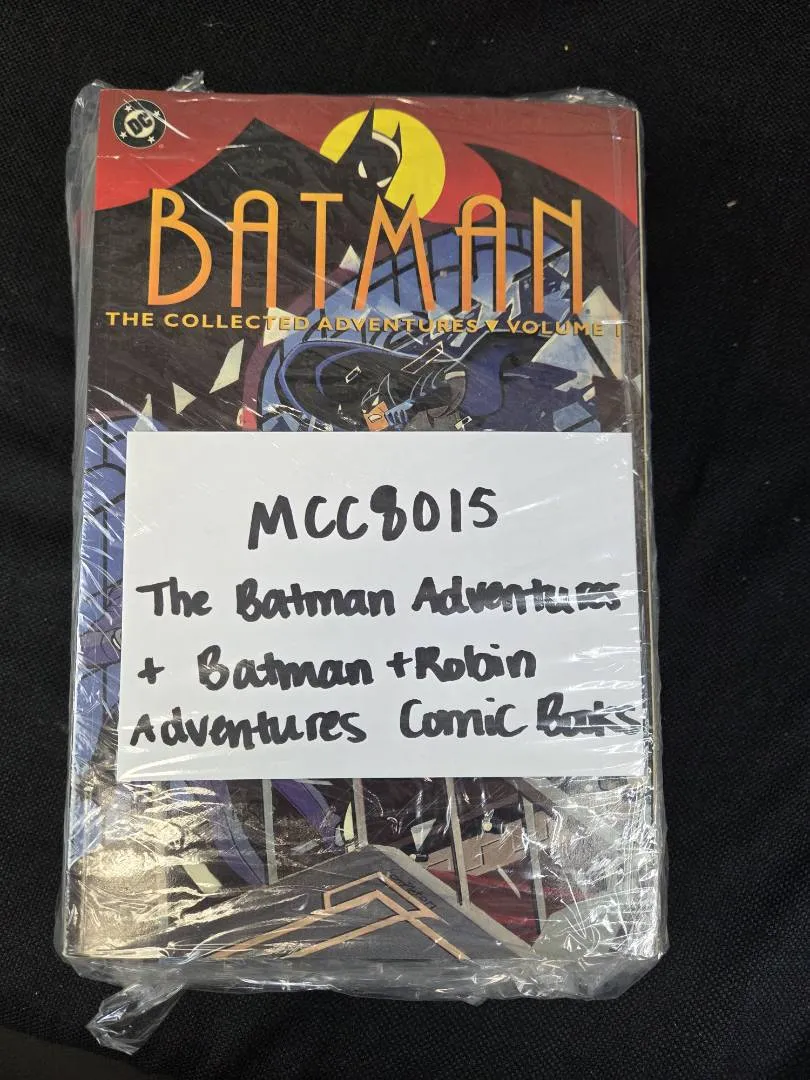 DC
BATMAN
THE COLLECTED ADVENTURES ▼ VOLUME 1
MCC8015
The Batman Adventures
+ Batman + Robin
Adventures Comic Books